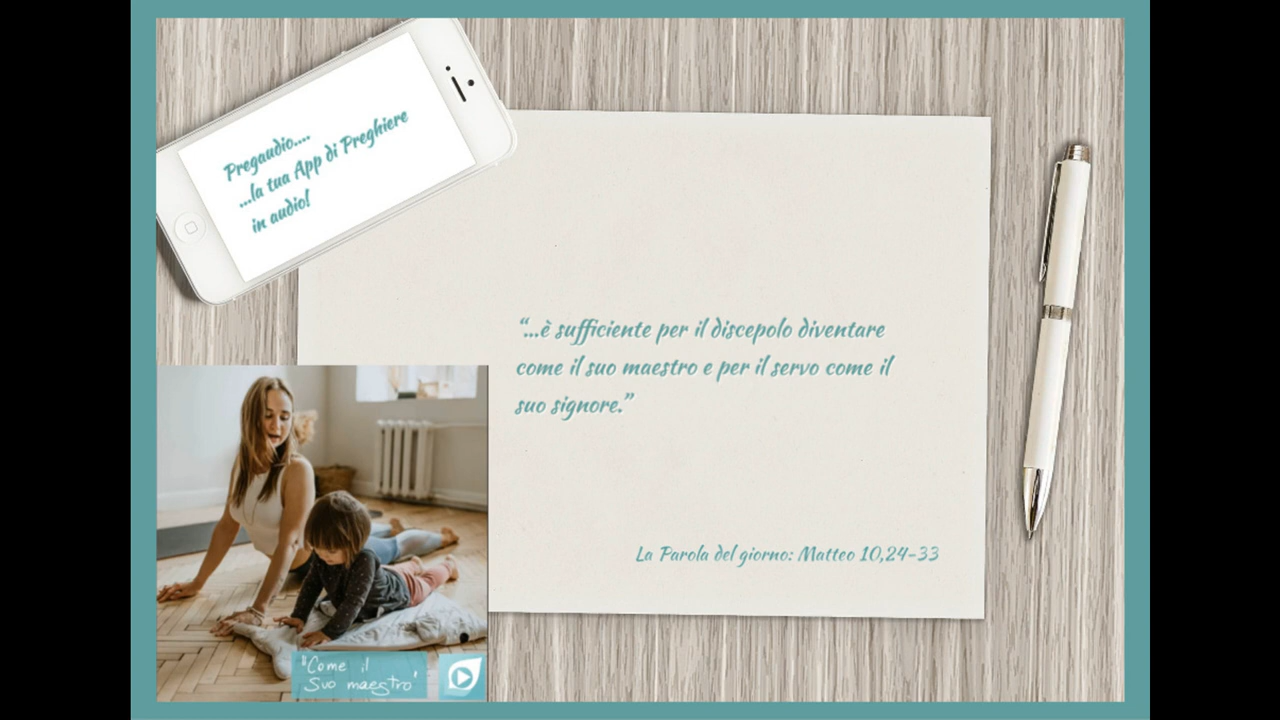 Pregaudio....
...la tua App di Preghiere
in audio!
“...è sufficiente per il discepolo diventare
come il suo maestro e per il servo come il
suo signore.”
La Parola del giorno: Matteo 10,24-33
"Come il
Suo maestro"